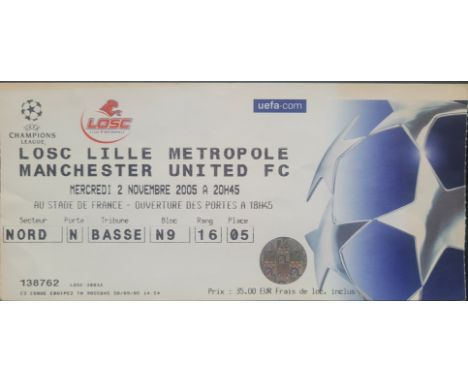 CHAMPIONS
LEAGUE
LOSC
LILLE METROPOLE
uefa.com
LOSC LILLE METROPOLE
MANCHESTER UNITED FC
MERCREDI 2 NOVEMBRE 2005 A 20H45
AU STADE DE FRANCE - OUVERTURE DES PORTES A 18H45
Secteur Porte Tribune Bloc Rang Place
NORD N BASSE N9 16 05
138762
Prix : 35.00 EUR Frais de loc. inclus